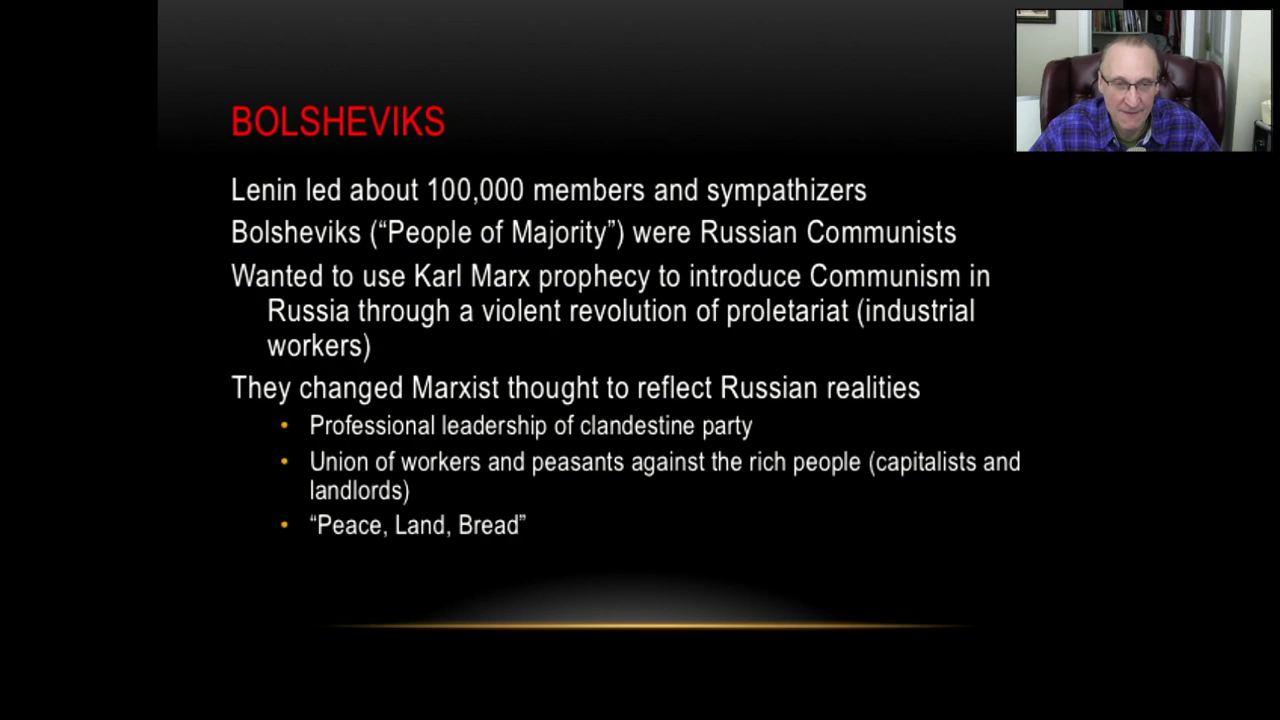 BOLSHEVIKS
Lenin led about 100,000 members and sympathizers
Bolsheviks (“People of Majority”) were Russian Communists
Wanted to use Karl Marx prophecy to introduce Communism in
Russia through a violent revolution of proletariat (industrial
workers)
They changed Marxist thought to reflect Russian realities
• Professional leadership of clandestine party
• Union of workers and peasants against the rich people (capitalists and
landlords)
• “Peace, Land, Bread”